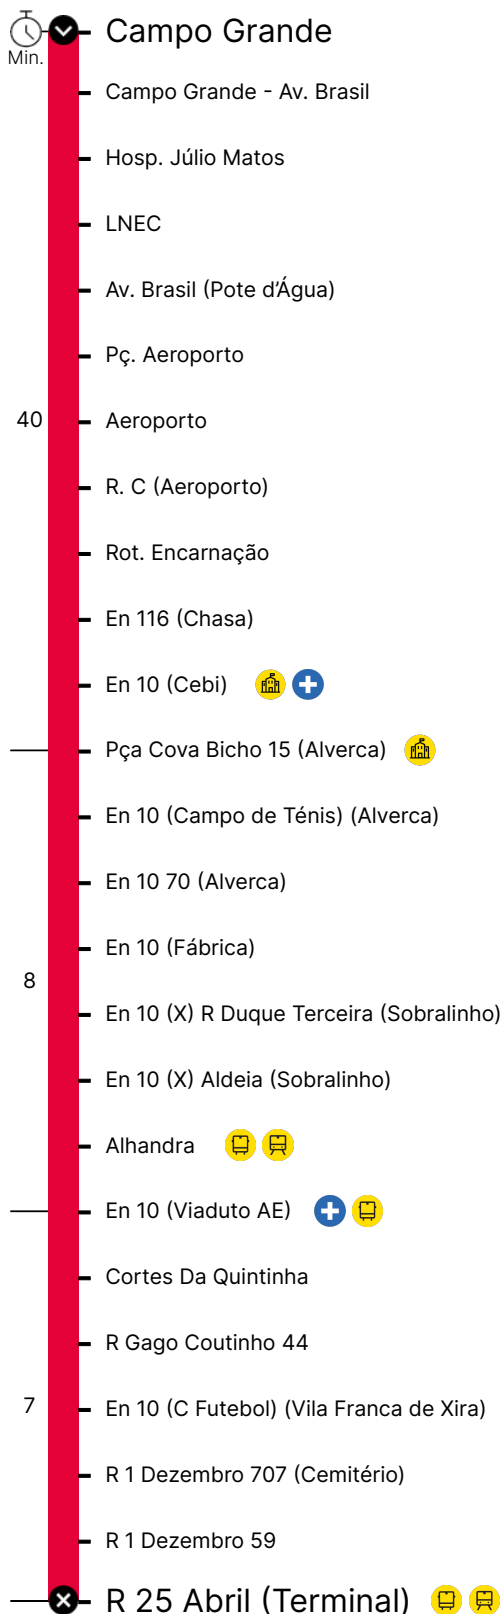 Campo Grande
Min.
Campo Grande - Av. Brasil
Hosp. Júlio Matos
LNEC
Av. Brasil (Pote d’Água)
Pç. Aeroporto
40
Aeroporto
R. C (Aeroporto)
Rot. Encarnação
En 116 (Chasa)
En 10 (Cebi)
Pça Cova Bicho 15 (Alverca)
En 10 (Campo de Ténis) (Alverca)
En 10 70 (Alverca)
En 10 (Fábrica)
8
En 10 (X) R Duque Terceira (Sobralinho)
En 10 (X) Aldeia (Sobralinho)
Alhandra
En 10 (Viaduto AE)
Cortes Da Quintinha
R Gago Coutinho 44
7
En 10 (C Futebol) (Vila Franca de Xira)
R 1 Dezembro 707 (Cemitério)
R 1 Dezembro 59
R 25 Abril (Terminal)